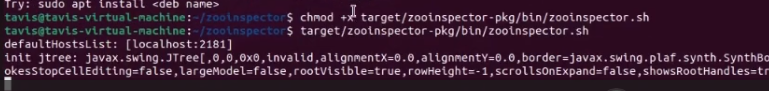 Try: sudo apt install <deb name>
tavis@tavis-virtual-machine:~/zooinspector$ chmod +x target/zooinspector-pkg/bin/zooinspector.sh
tavis@tavis-virtual-machine:~/zooinspector$ target/zooinspector-pkg/bin/zooinspector.sh
defaultHostsList: [localhost:2181]
init jtree: javax.swing.JTree[,0,0,0x0,invalid,alignmentX=0.0,alignmentY=0.0,border=javax.swing.plaf.synth.SynthBo
okesStopCellEditing=false,largeModel=false,rootVisible=true,rowHeight=-1,scrollsOnExpand=false,showsRootHandles=tr